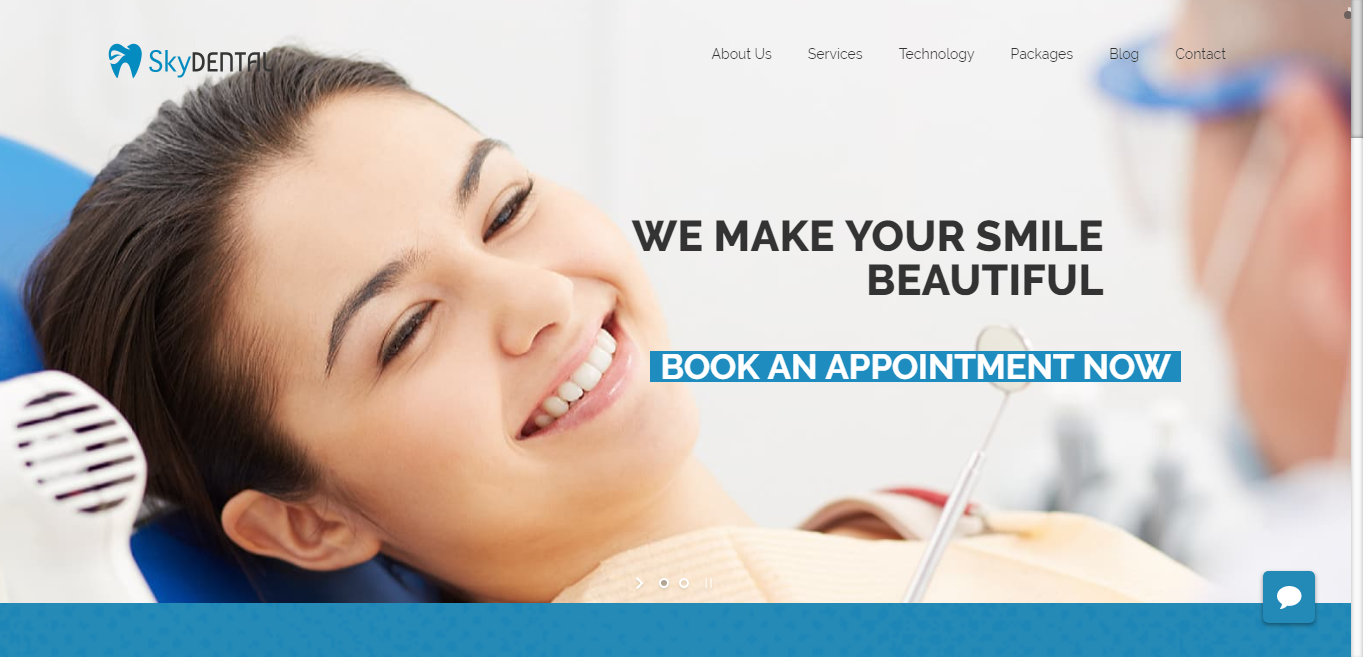 SkyDENTAL
About Us Services Technology Packages Blog Contact
WE MAKE YOUR SMILE
BEAUTIFUL
BOOK AN APPOINTMENT NOW